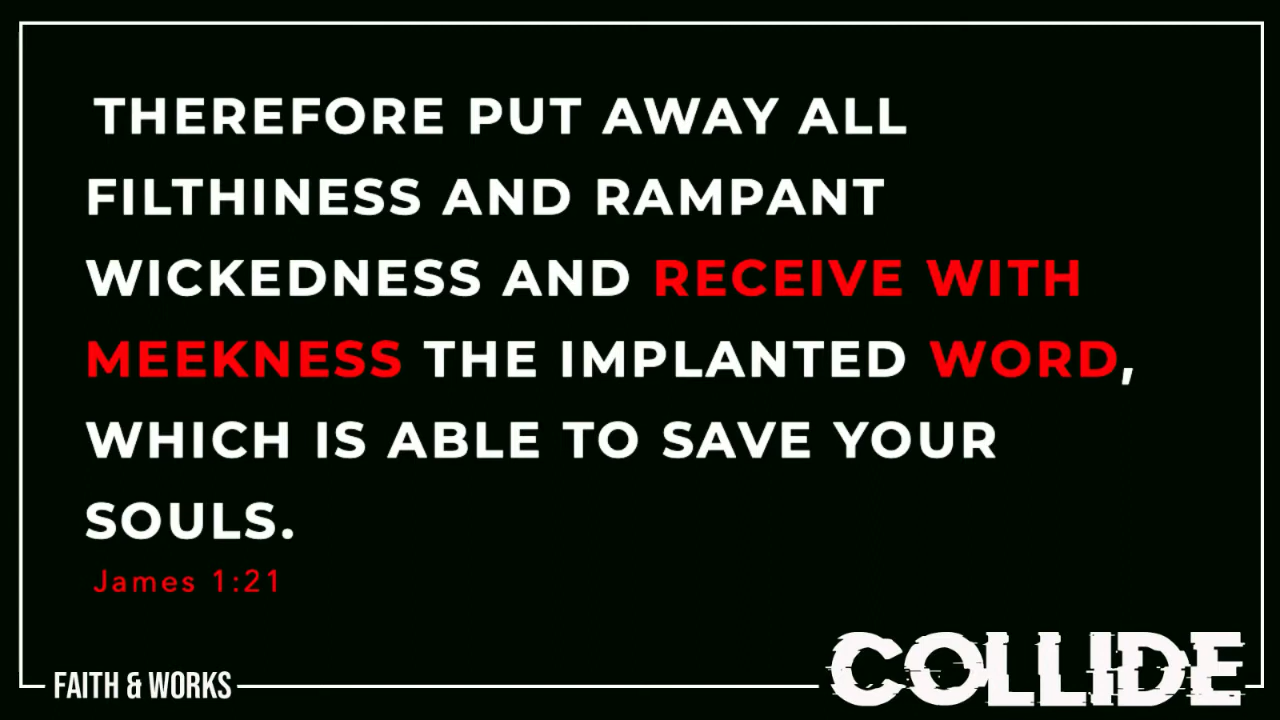 THEREFORE PUT AWAY ALL
FILTHINESS AND RAMPANT
WICKEDNESS AND RECEIVE WITH
MEEKNESS THE IMPLANTED WORD,
WHICH IS ABLE TO SAVE YOUR
SOULS.
James 1:21
FAITH & WORKS
COLLIDE